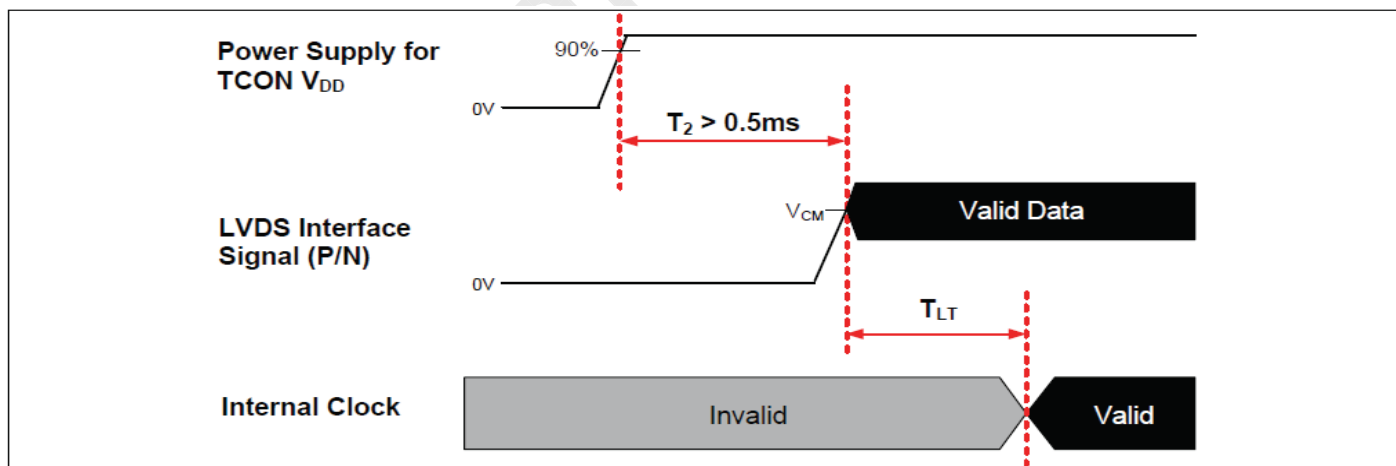 Power Supply for
TCON VDD
90%
0V
T2 > 0.5ms
LVDS Interface
Signal (P/N)
VCM
Valid Data
0V
TLT
Internal Clock
Invalid
Valid